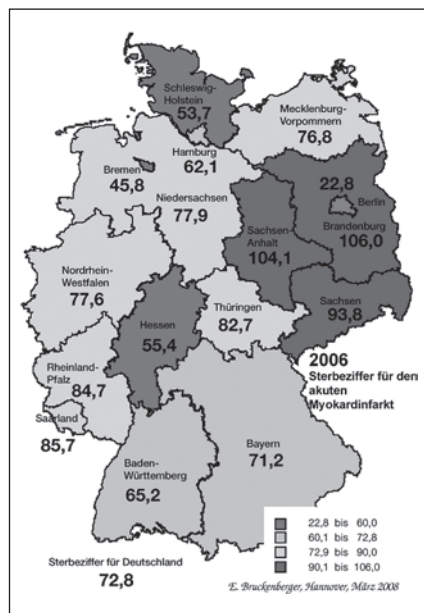 Schleswig-
Holstein
53,7
Mecklenburg-
Vorpommern
76,8
Hamburg
62,1
Bremen
45,8
Niedersachsen
77,9
22,8
Berlin
Brandenburg
106,0
Sachsen-
Anhalt
104,1
Nordrhein-
Westfalen
77,6
Sachsen
93,8
Thüringen
82,7
Hessen
55,4
Rheinland-
Pfalz
84,7
Saarland
85,7
2006
Sterbeziffer für den
akuten
Myokardinfarkt
Bayern
71,2
Baden-
Württemberg
65,2
22,8 bis 60,0
60,1 bis 72,8
72,9 bis 90,0
90,1 bis 106,0
Sterbeziffer für Deutschland
72,8
E. Bruckenberger, Hannover, März 2008